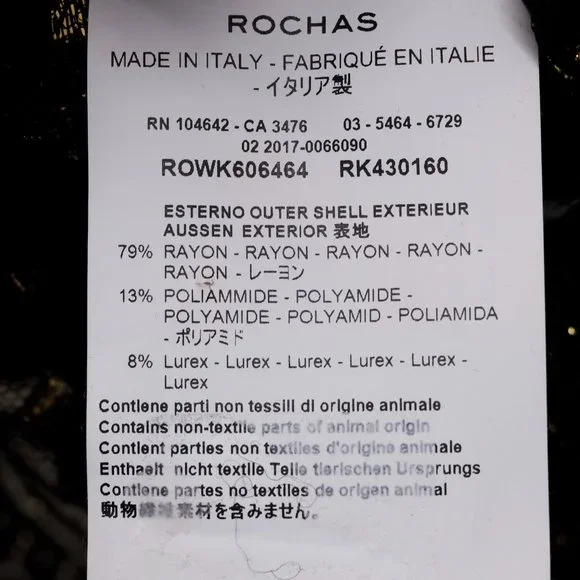 ROCHAS
MADE IN ITALY - FABRIQUÉ EN ITALIE
- イタリア製
RN 104642 - CA 3476 03 - 5464 - 6729
02 2017-0066090
ROWK606464 RK430160
ESTERNO OUTER SHELL EXTERIEUR
AUSSEN EXTERIOR 表地
79% RAYON - RAYON - RAYON - RAYON -
RAYON - レーヨン
13% POLIAMMIDE - POLYAMIDE -
POLYAMIDE - POLYAMID - POLIAMIDA
- ポリアミド
8% Lurex - Lurex - Lurex - Lurex - Lurex -
Lurex
Contiene parti non tessili di origine animale
Contains non-textile parts of animal origin
Contient parties non textiles d'origine animale
Enthaelt nicht textile Teile tierischen Ursprungs
Contiene partes no textiles de origen animal
動物繊維素材を含みません。